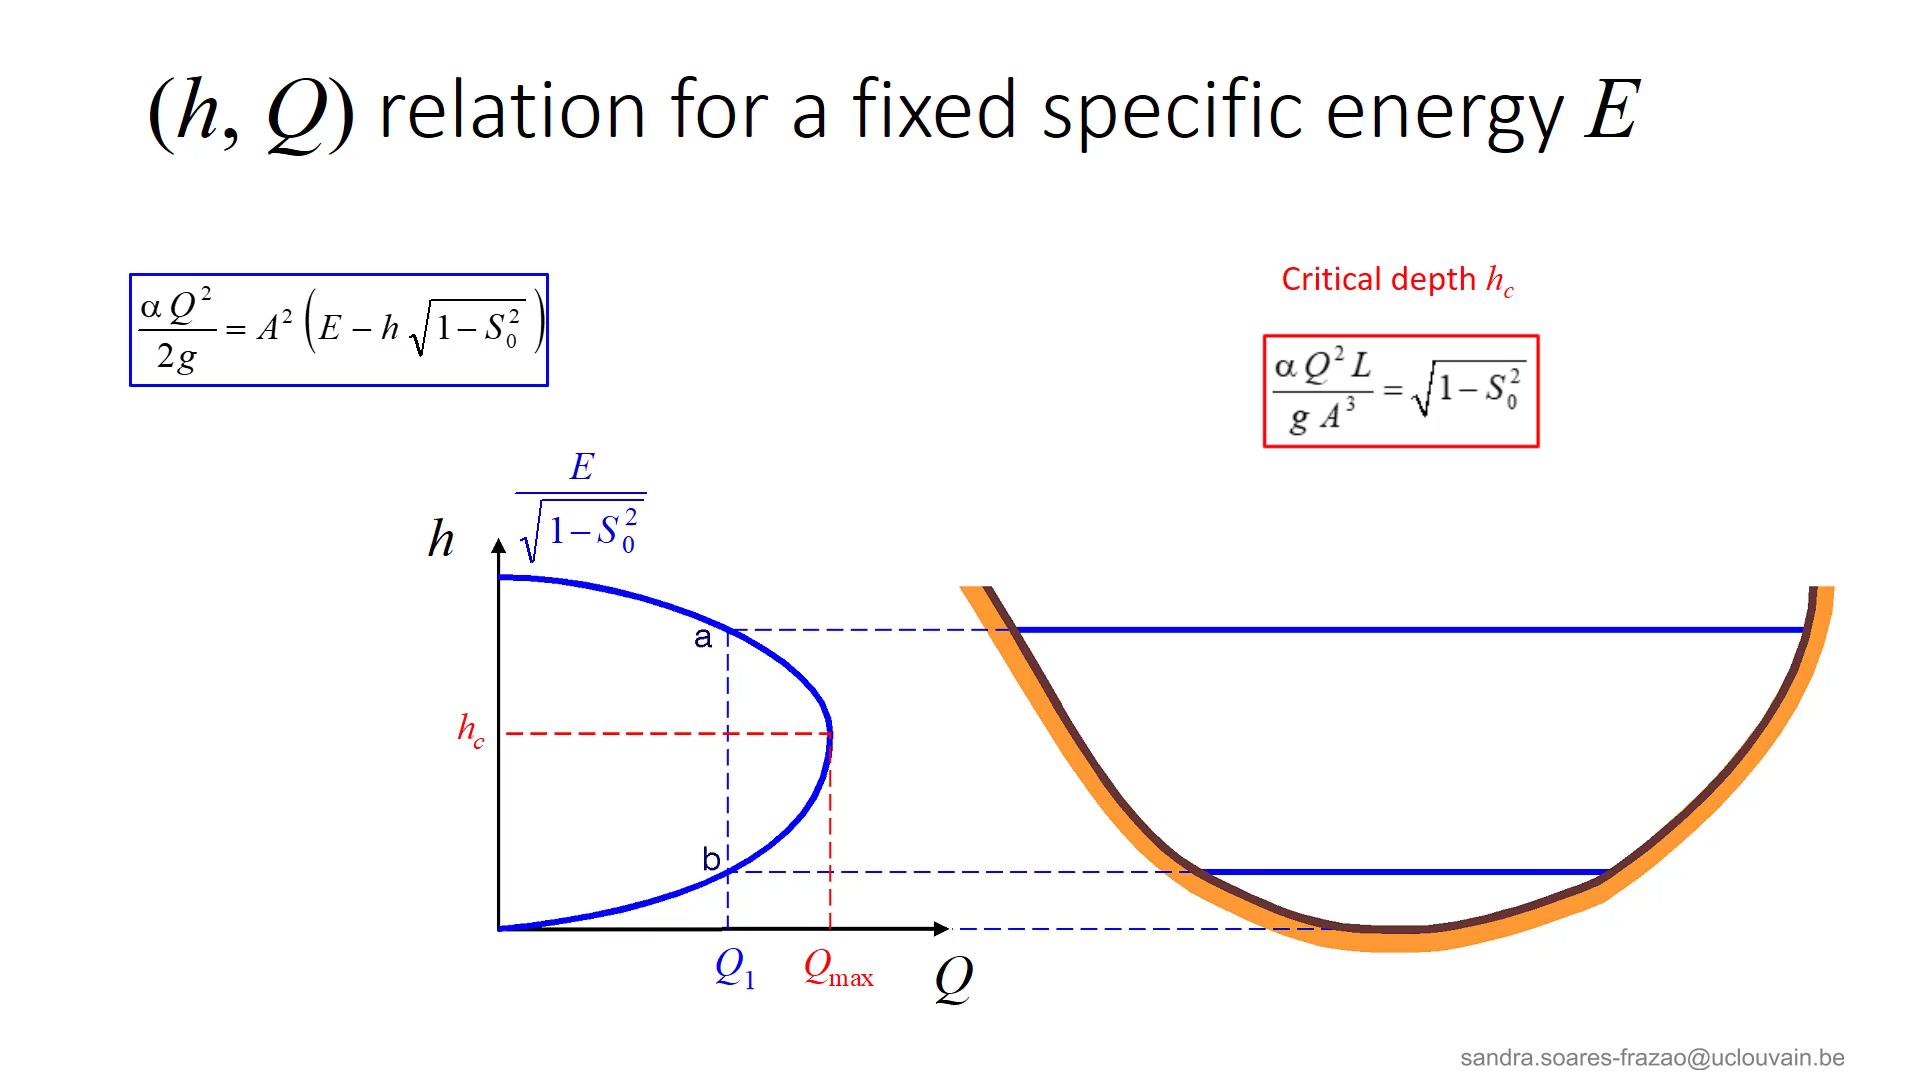 (h, Q) relation for a fixed specific energy E
α Q² / 2g = A² (E − h √(1 − S₀²))
Critical depth h_c
α Q² L / g A³ = √(1 − S₀²)
E / √(1 − S₀²)
h
a
h_c
b
Q₁
Q_max
Q
sandra.soares-frazao@uclouvain.be